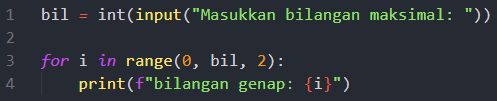 1 bil = int(input("Masukkan bilangan maksimal: "))
2
3 for i in range(0, bil, 2):
4     print(f"bilangan genap: {i}")